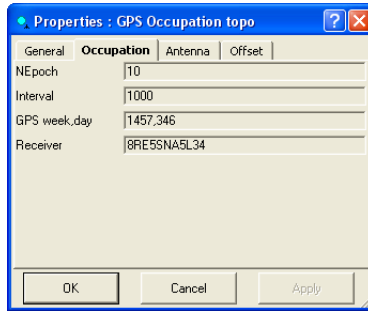 Properties : GPS Occupation topo
General Occupation Antenna Offset
NEpoch 10
Interval 1000
GPS week,day 1457,346
Receiver 8RE5SNA5L34
OK Cancel Apply